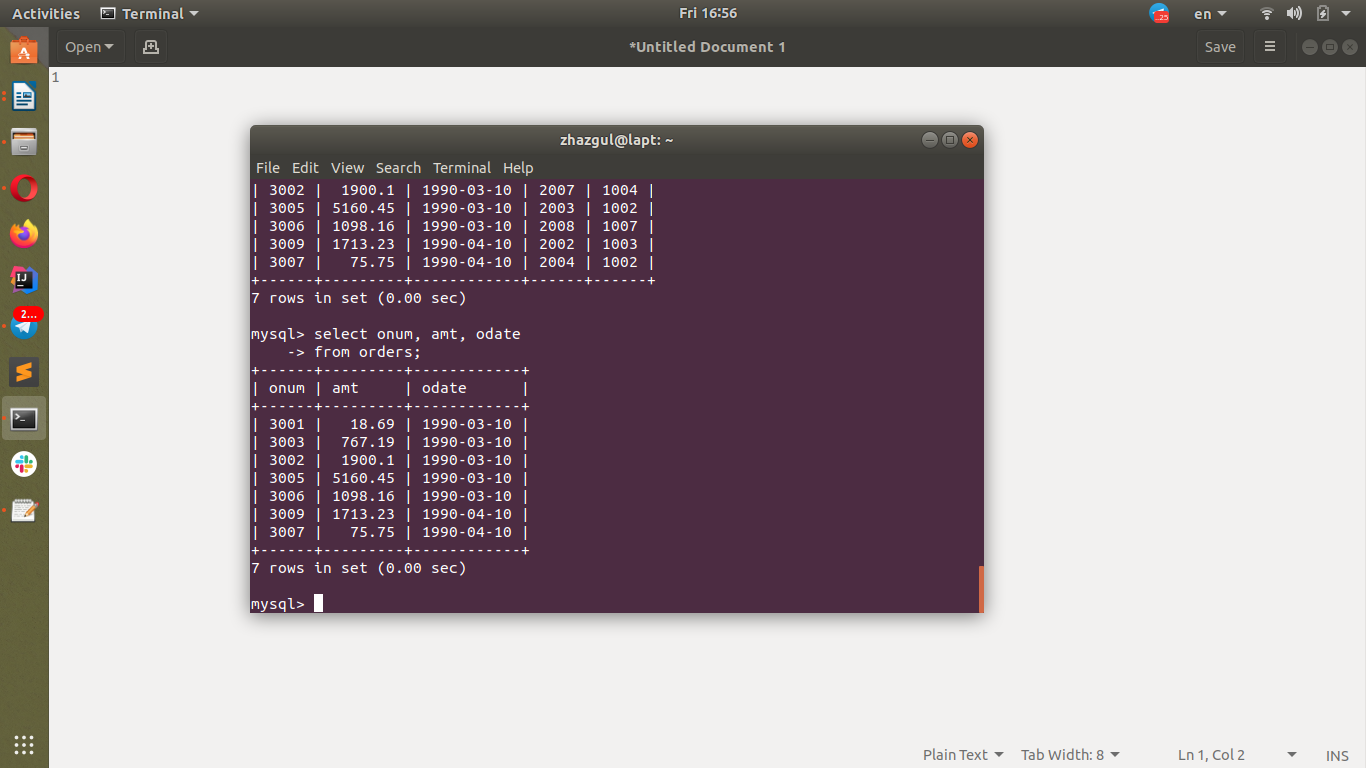 Activities Terminal Fri 16:56 en
Open *Untitled Document 1 Save
1
zhazgul@lapt: ~
File Edit View Search Terminal Help
| 3002 |  1900.1 | 1990-03-10 | 2007 | 1004 |
| 3005 | 5160.45 | 1990-03-10 | 2003 | 1002 |
| 3006 | 1098.16 | 1990-03-10 | 2008 | 1007 |
| 3009 | 1713.23 | 1990-04-10 | 2002 | 1003 |
| 3007 |   75.75 | 1990-04-10 | 2004 | 1002 |
+------+---------+------------+------+------+
7 rows in set (0.00 sec)
mysql> select onum, amt, odate
    -> from orders;
+------+---------+------------+
| onum | amt     | odate      |
+------+---------+------------+
| 3001 |   18.69 | 1990-03-10 |
| 3003 |  767.19 | 1990-03-10 |
| 3002 |  1900.1 | 1990-03-10 |
| 3005 | 5160.45 | 1990-03-10 |
| 3006 | 1098.16 | 1990-03-10 |
| 3009 | 1713.23 | 1990-04-10 |
| 3007 |   75.75 | 1990-04-10 |
+------+---------+------------+
7 rows in set (0.00 sec)
mysql>
Plain Text Tab Width: 8 Ln 1, Col 2 INS
A
IJ
2...